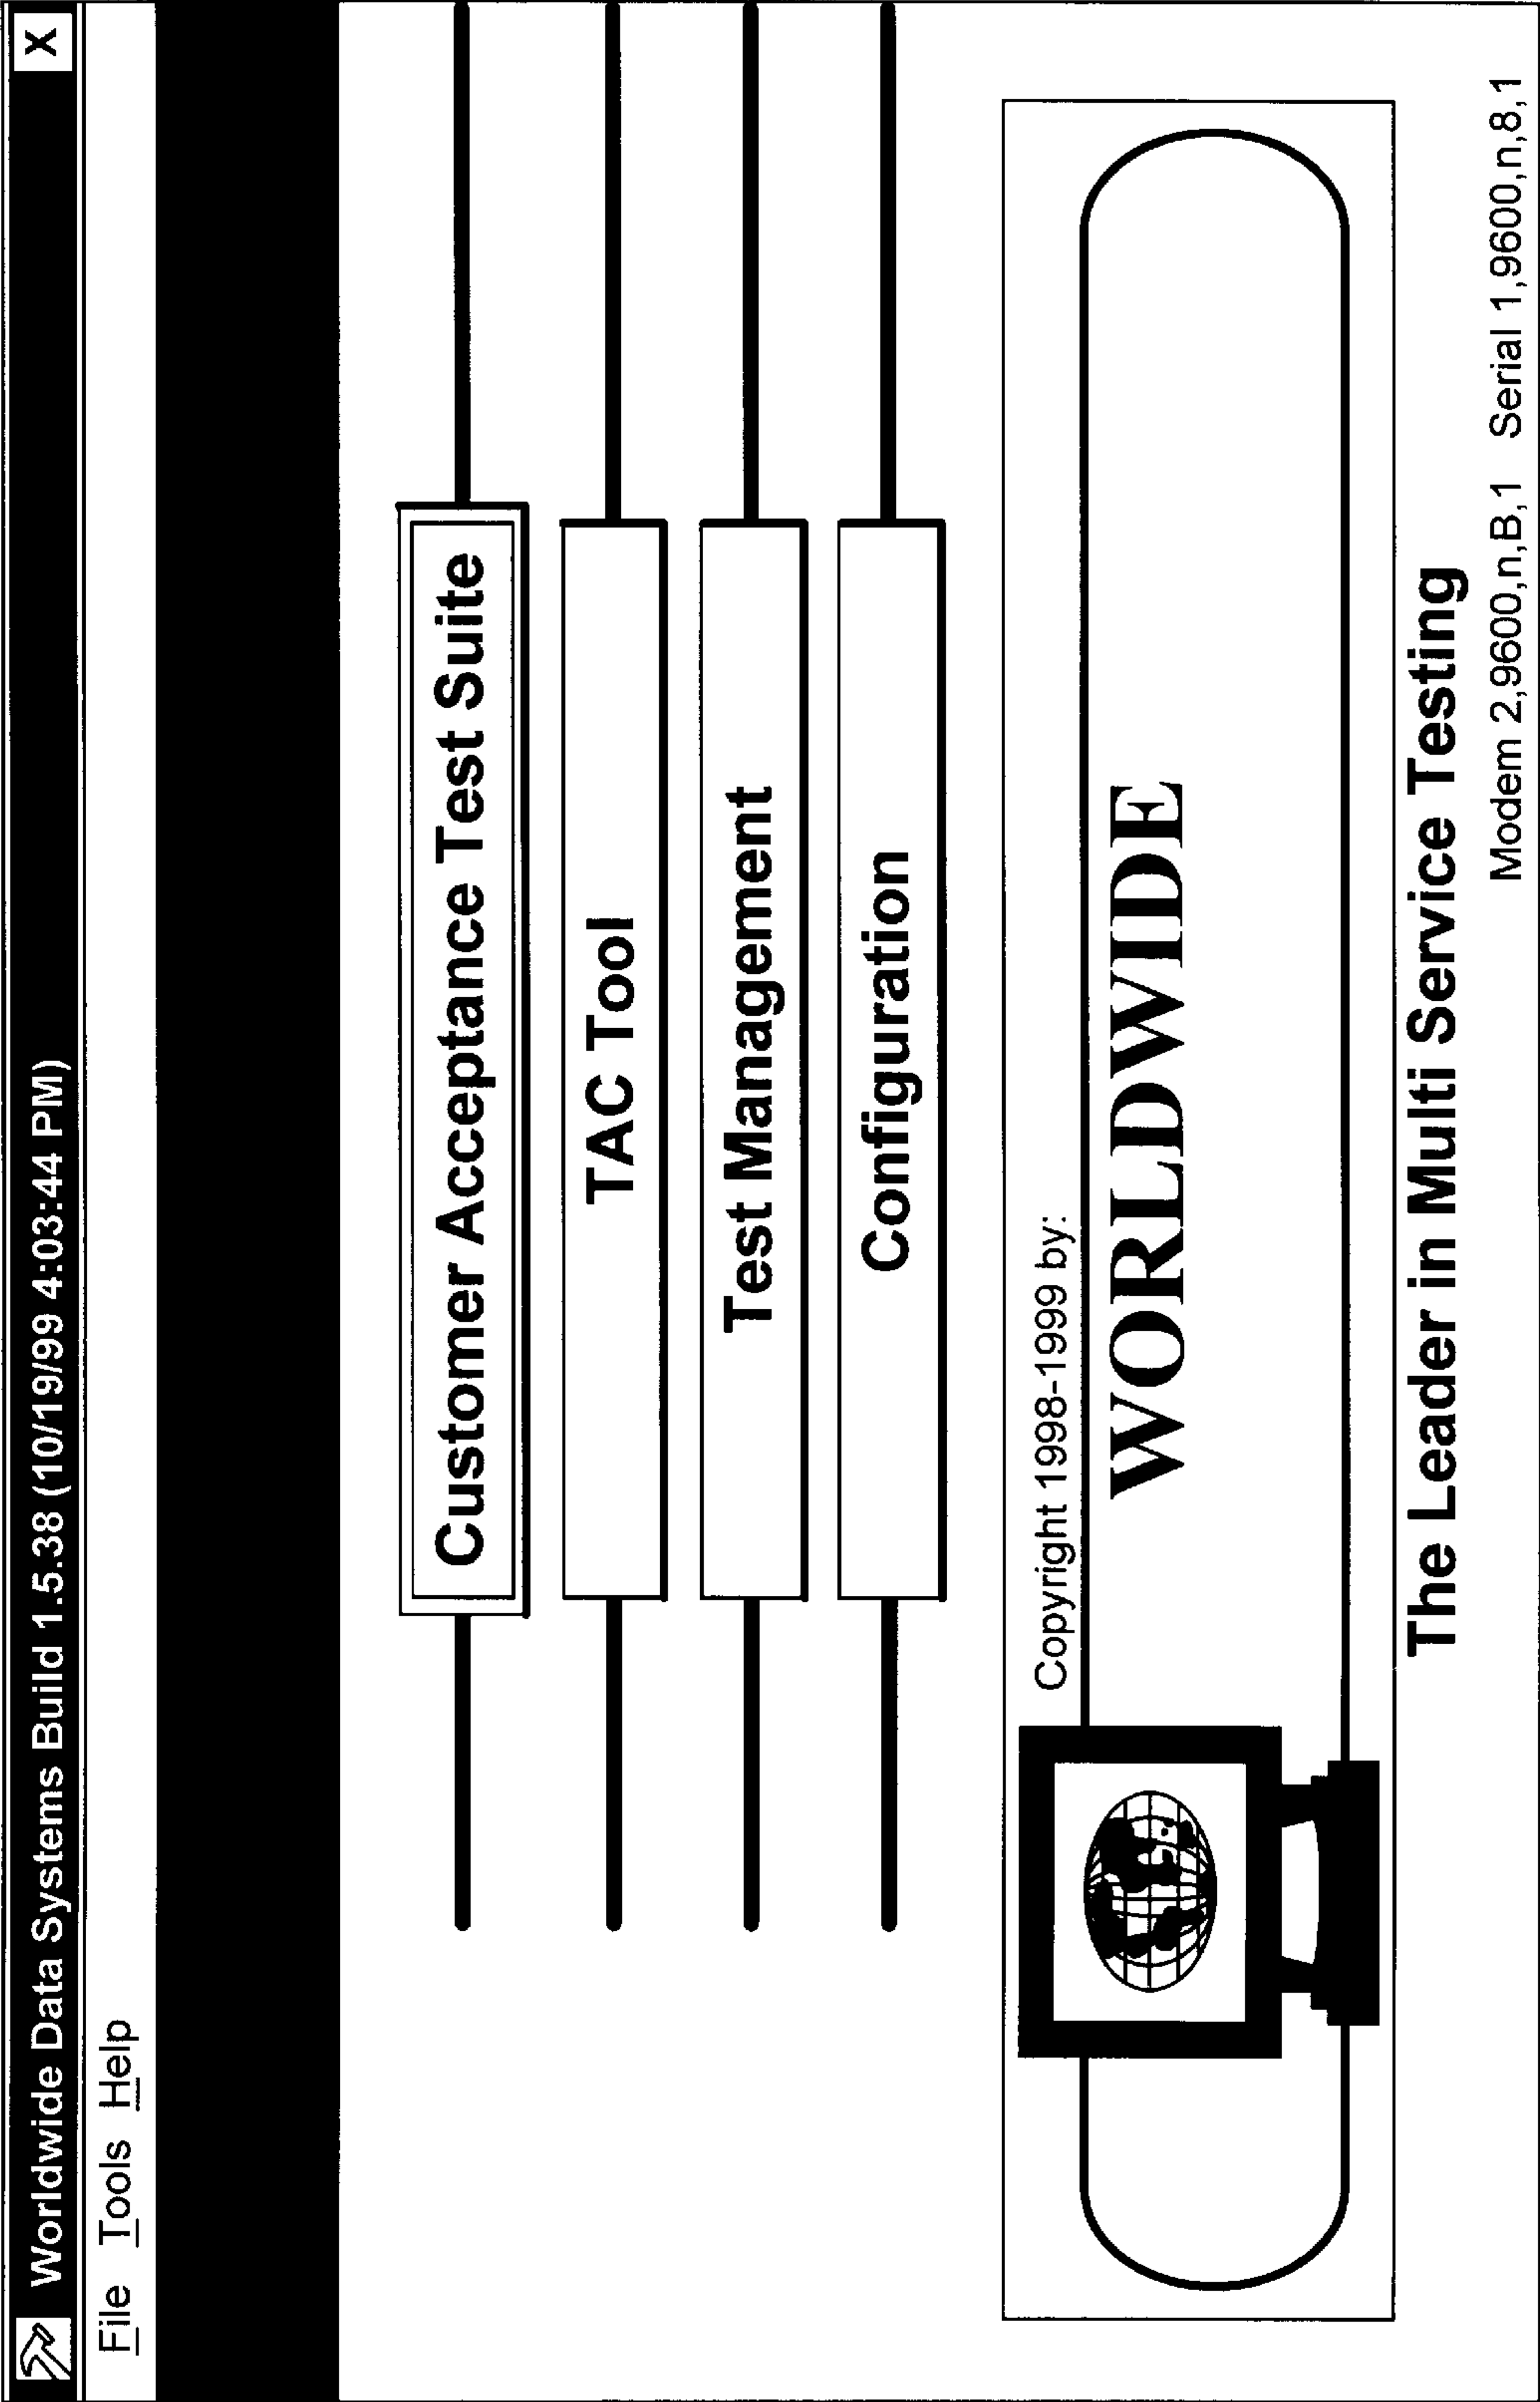 Worldwide Data Systems Build 1.5.38 (10/19/99 4:03:44 PM) X
File Tools Help
Customer Acceptance Test Suite
TAC Tool
Test Management
Configuration
Copyright 1998-1999 by:
WORLDWIDE
The Leader in Multi Service Testing
Modem 2,9600,n,B,1 Serial 1,9600,n,8,1